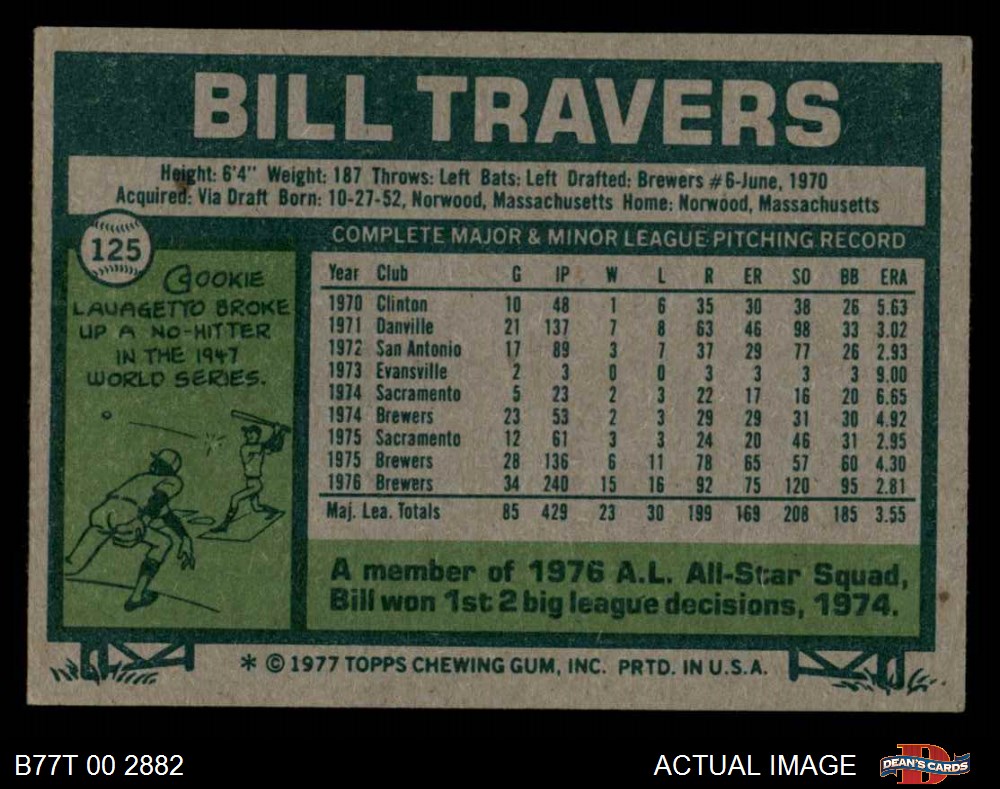 BILL TRAVERS
Height: 6'4" Weight: 187 Throws: Left Bats: Left Drafted: Brewers #6-June, 1970
Acquired: Via Draft Born: 10-27-52, Norwood, Massachusetts Home: Norwood, Massachusetts
125
COOKIE
LAVAGETTO BROKE
UP A NO-HITTER
IN THE 1947
WORLD SERIES.
COMPLETE MAJOR & MINOR LEAGUE PITCHING RECORD
Year Club G IP W L R ER SO BB ERA
1970 Clinton 10 48 1 6 35 30 38 26 5.63
1971 Danville 21 137 7 8 63 46 98 33 3.02
1972 San Antonio 17 89 3 7 37 29 77 26 2.93
1973 Evansville 2 3 0 0 3 3 3 3 9.00
1974 Sacramento 5 23 2 3 22 17 16 20 6.65
1974 Brewers 23 53 2 3 29 29 31 30 4.92
1975 Sacramento 12 61 3 3 24 20 46 31 2.95
1975 Brewers 28 136 6 11 78 65 57 60 4.30
1976 Brewers 34 240 15 16 92 75 120 95 2.81
Maj. Lea. Totals 85 429 23 30 199 169 208 185 3.55
A member of 1976 A.L. All-Star Squad,
Bill won 1st 2 big league decisions, 1974.
* © 1977 TOPPS CHEWING GUM, INC. PRTD. IN U.S.A.
B77T 00 2882
ACTUAL IMAGE
DEAN'S CARDS